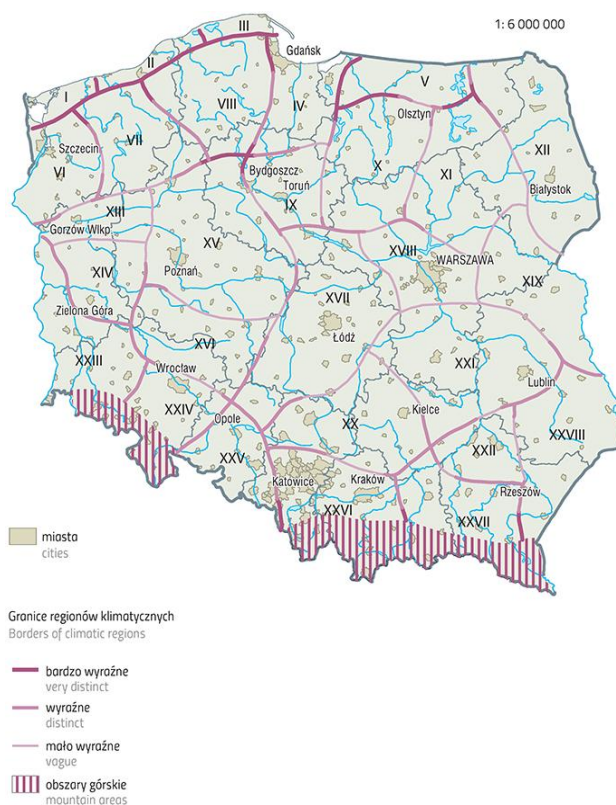 1: 6 000 000
III
Gdańsk
II
I
VIII
IV
V
Olsztyn
VII
Szczecin
VI
XII
Bydgoszcz
X
XI
Białystok
Toruń
IX
XIII
Gorzów Wlkp.
XV
XVIII
WARSZAWA
Poznań
XIV
XIX
XVII
Zielona Góra
Łódź
XVI
XXIII
Wrocław
XXI
Lublin
XXIV
Opole
Kielce
XX
XXVIII
XXV
XXII
Katowice
Kraków
Rzeszów
XXVI
XXVII
miasta
cities
Granice regionów klimatycznych
Borders of climatic regions
bardzo wyraźne
very distinct
wyraźne
distinct
mało wyraźne
vague
obszary górskie
mountain areas